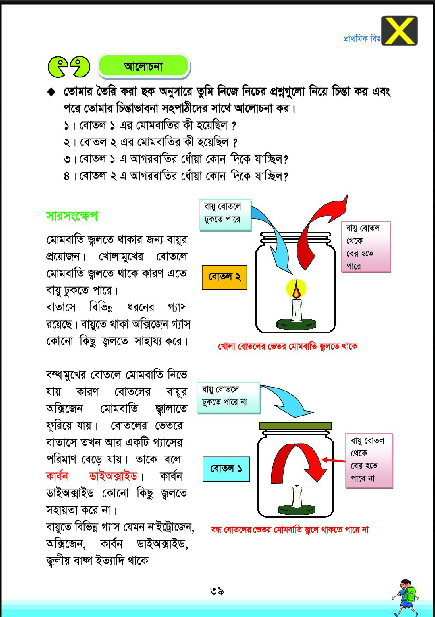 প্রাথমিক বিজ্ঞ
আলোচনা
◆ তোমার তৈরি করা ছক অনুসারে তুমি নিজে নিচের প্রশ্নগুলো নিয়ে চিন্তা কর এবং
পরে তোমার চিন্তাভাবনা সহপাঠীদের সাথে আলোচনা কর।
১। বোতল ১ এর মোমবাতির কী হয়েছিল ?
২। বোতল ২ এর মোমবাতির কী হয়েছিল ?
৩। বোতল ১ এ আগরবাতির ধোঁয়া কোন দিকে যাচ্ছিল?
৪। বোতল ২ এ আগরবাতির ধোঁয়া কোন দিকে যাচ্ছিল?
সারসংক্ষেপ
মোমবাতি জ্বলতে থাকার জন্য বায়ুর
প্রয়োজন। খোলামুখের বোতলে
মোমবাতি জ্বলতে থাকে কারণ এতে
বায়ু ঢুকতে পারে।
বাতাসে বিভিন্ন ধরনের গ্যাস
রয়েছে। বায়ুতে থাকা অক্সিজেন গ্যাস
কোনো কিছু জ্বলতে সাহায্য করে।
বায়ু বোতলে
ঢুকতে পারে
বায়ু বোতল
থেকে
বের হতে
পারে
বোতল ২
খোলা বোতলের ভেতর মোমবাতি জ্বলতে থাকে
বন্ধমুখের বোতলে মোমবাতি নিভে
যায় কারণ বোতলের বায়ুর
অক্সিজেন মোমবাতি জ্বালাতে
ফুরিয়ে যায়। বোতলের ভেতরে
বাতাসে তখন আর একটি গ্যাসের
পরিমাণ বেড়ে যায়। তাকে বলে
কার্বন ডাইঅক্সাইড। কার্বন
ডাইঅক্সাইড কোনো কিছু জ্বলতে
সহায়তা করে না।
বায়ুতে বিভিন্ন গ্যাস যেমন নাইট্রোজেন,
অক্সিজেন, কার্বন ডাইঅক্সাইড,
জ্বলীয় বাষ্প ইত্যাদি থাকে
বায়ু বোতলে
ঢুকতে পারে না
বায়ু বোতল
থেকে
বের হতে
পারে না
বোতল ১
বন্ধ বোতলের ভেতর মোমবাতি জ্বলে থাকতে পারে না
৩৯